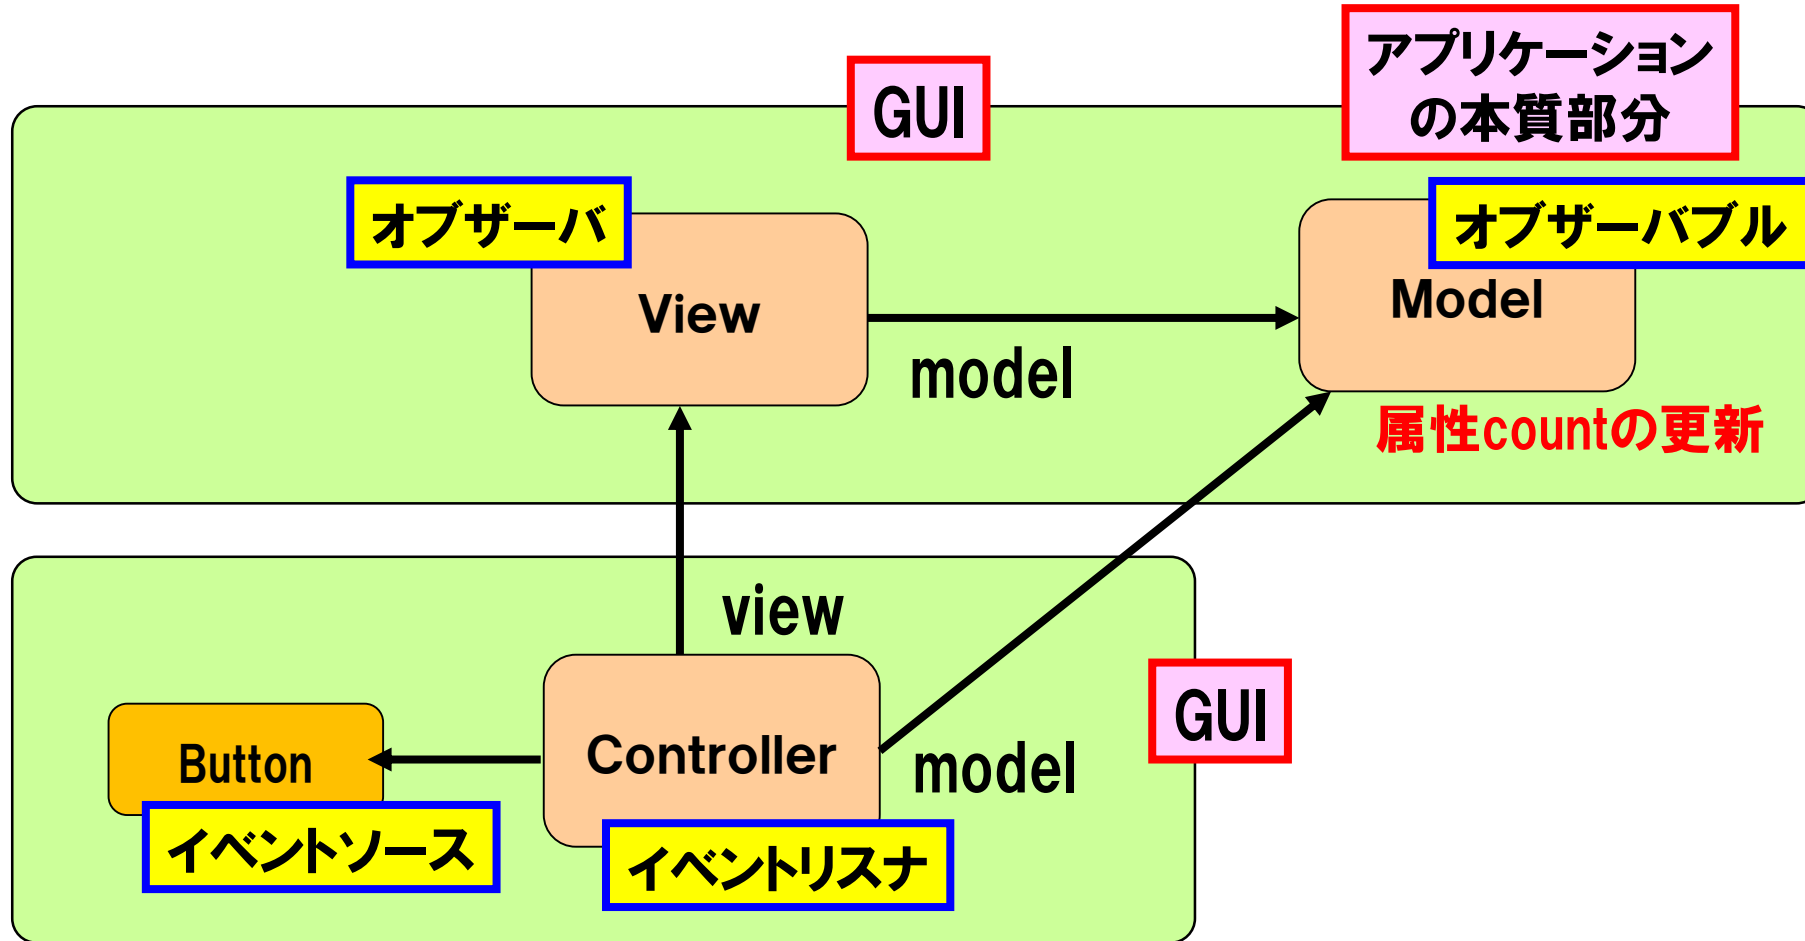 アプリケーション
の本質部分
GUI
オブザーバ
オブザーバブル
View
Model
model
属性countの更新
view
GUI
Controller
Button
model
イベントソース
イベントリスナ